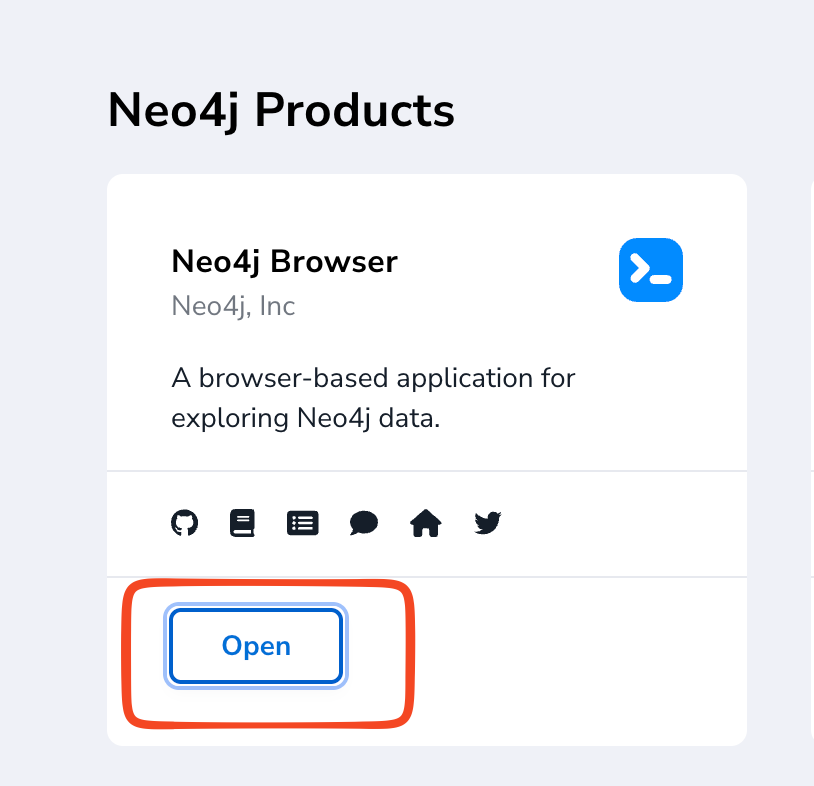 Neo4j Products
Neo4j Browser
Neo4j, Inc
A browser-based application for
exploring Neo4j data.
Open